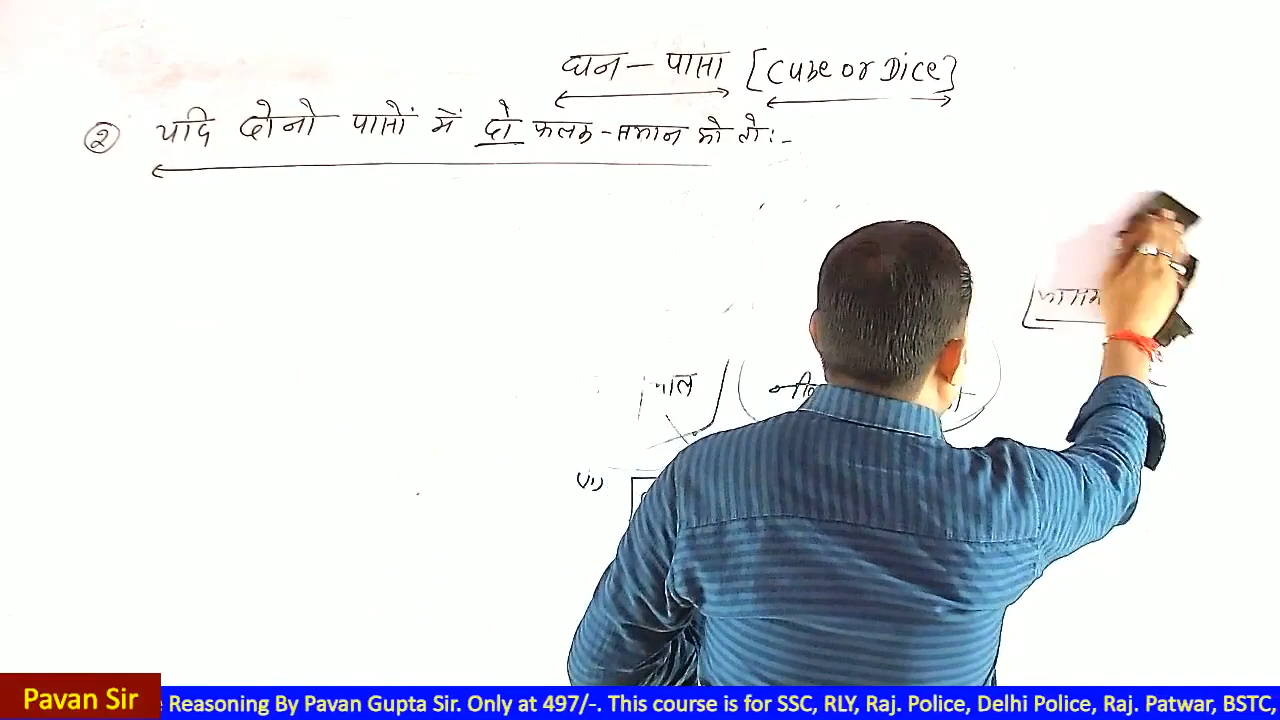 घन - पासा [Cube or Dice]
② यदि दोनो पासों में दो फलक - समान हो तो :-
(ii)
Pavan Sir
Reasoning By Pavan Gupta Sir. Only at 497/-. This course is for SSC, RLY, Raj. Police, Delhi Police, Raj. Patwar, BSTC,